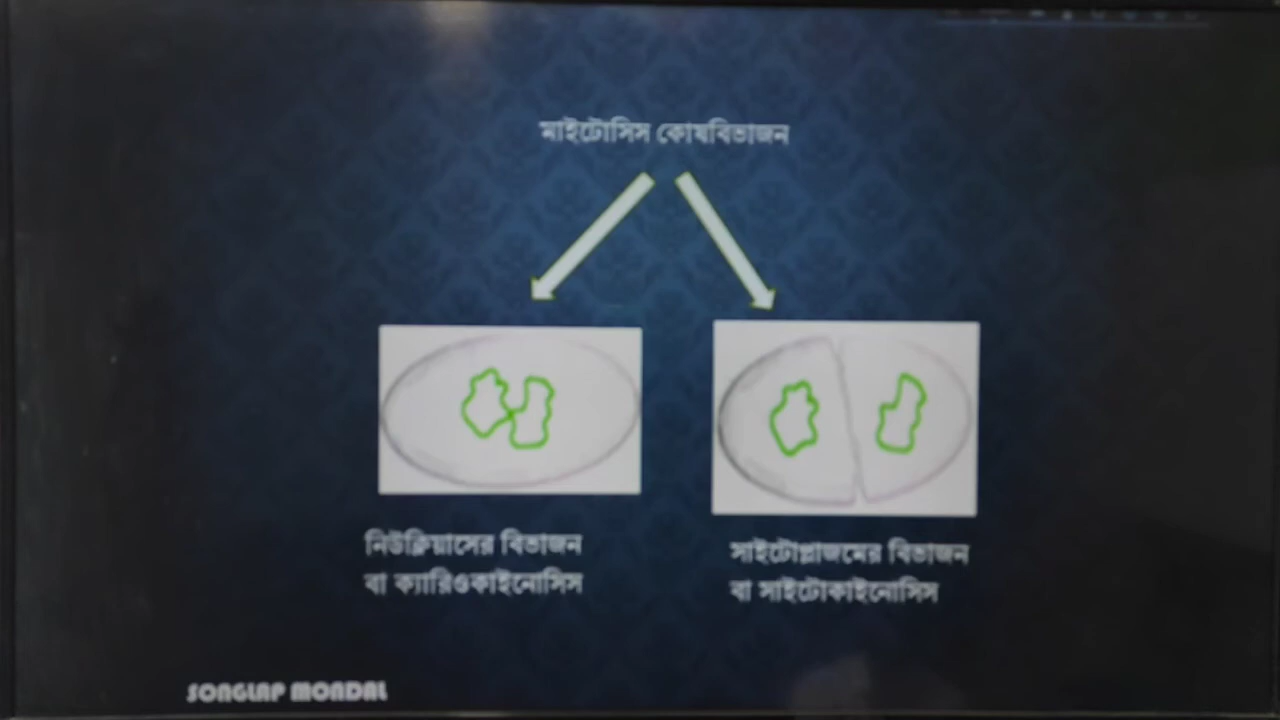 মাইটোসিস কোষবিভাজন
নিউক্লিয়াসের বিভাজন
বা ক্যারিওকাইনোসিস
সাইটোপ্লাজমের বিভাজন
বা সাইটোকাইনোসিস
SONGLAP MONDAL